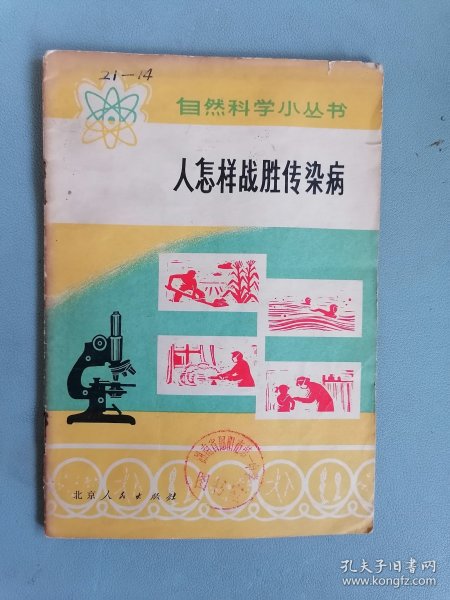 21-14
自然科学小丛书
人怎样战胜传染病
北京人民出版社
孔夫子旧书网
www.kongfz.com